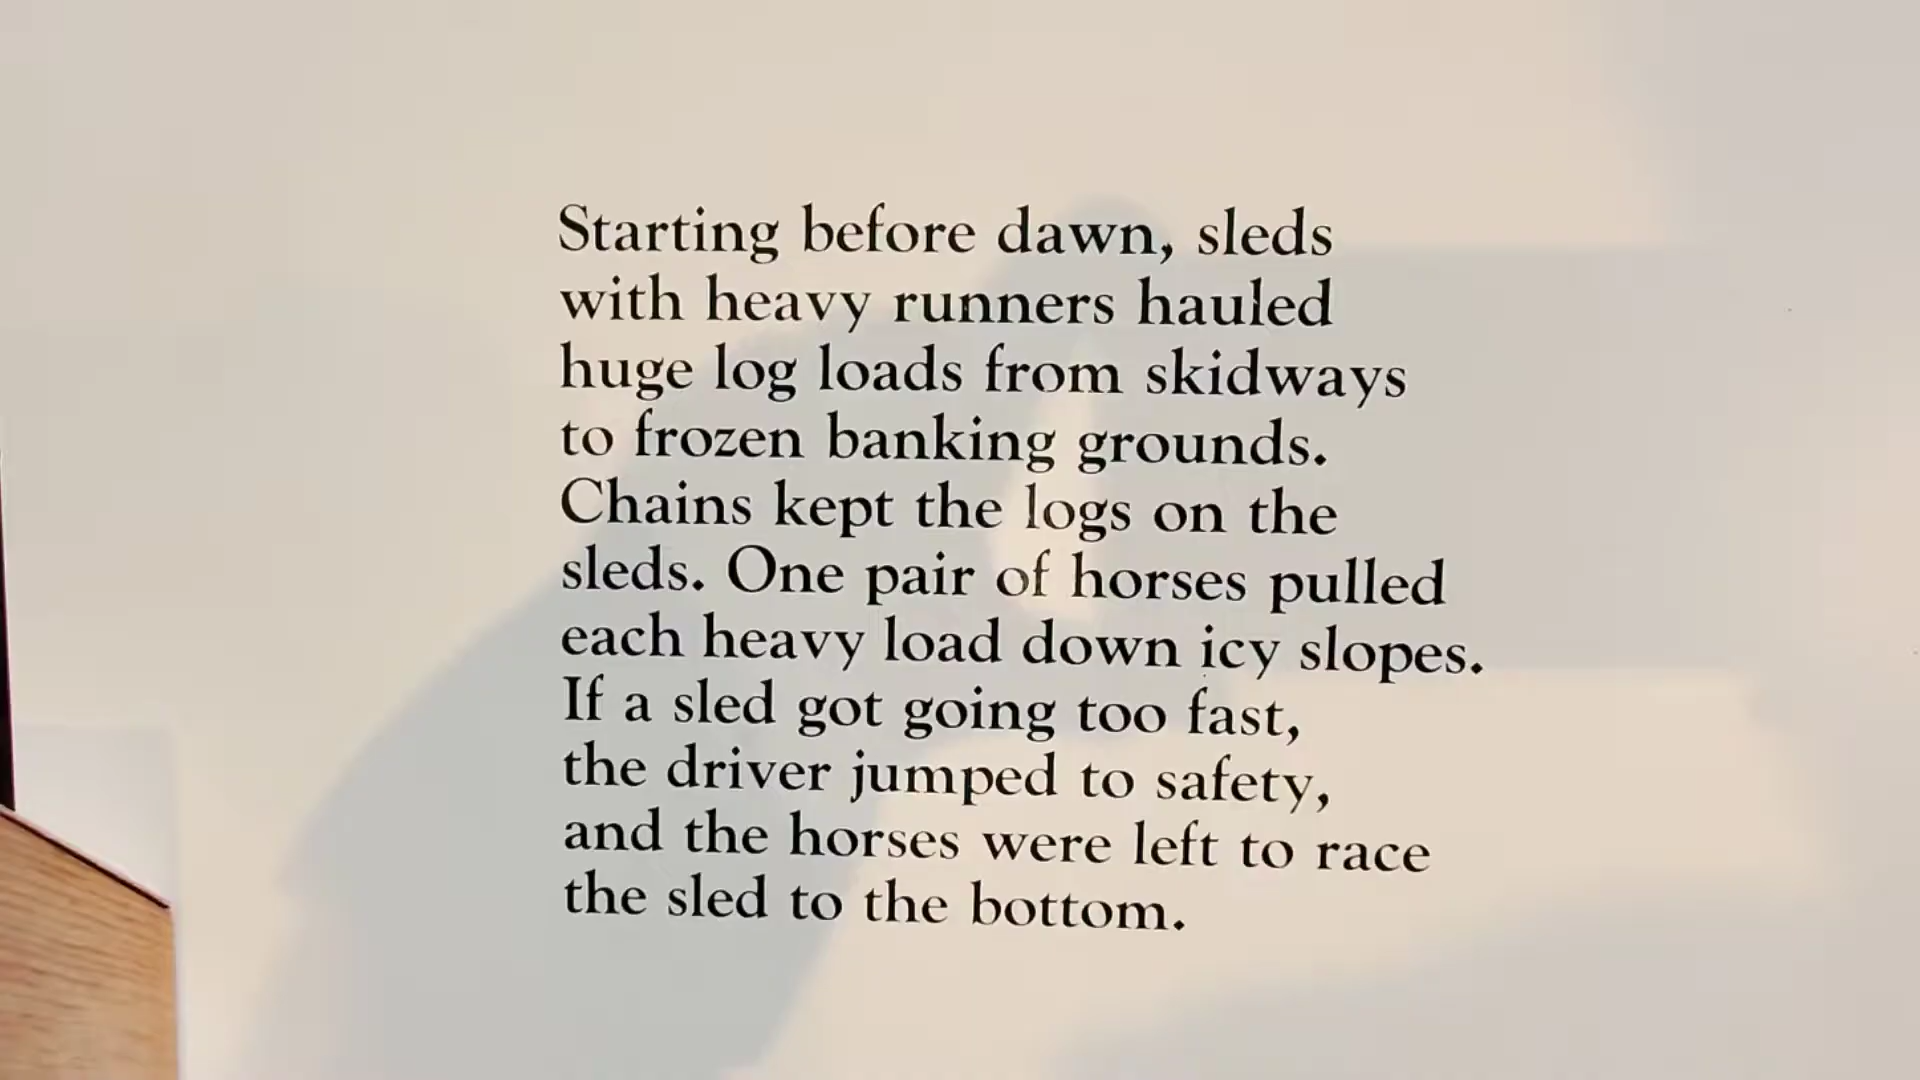 Starting before dawn, sleds
with heavy runners hauled
huge log loads from skidways
to frozen banking grounds.
Chains kept the logs on the
sleds. One pair of horses pulled
each heavy load down icy slopes.
If a sled got going too fast,
the driver jumped to safety,
and the horses were left to race
the sled to the bottom.